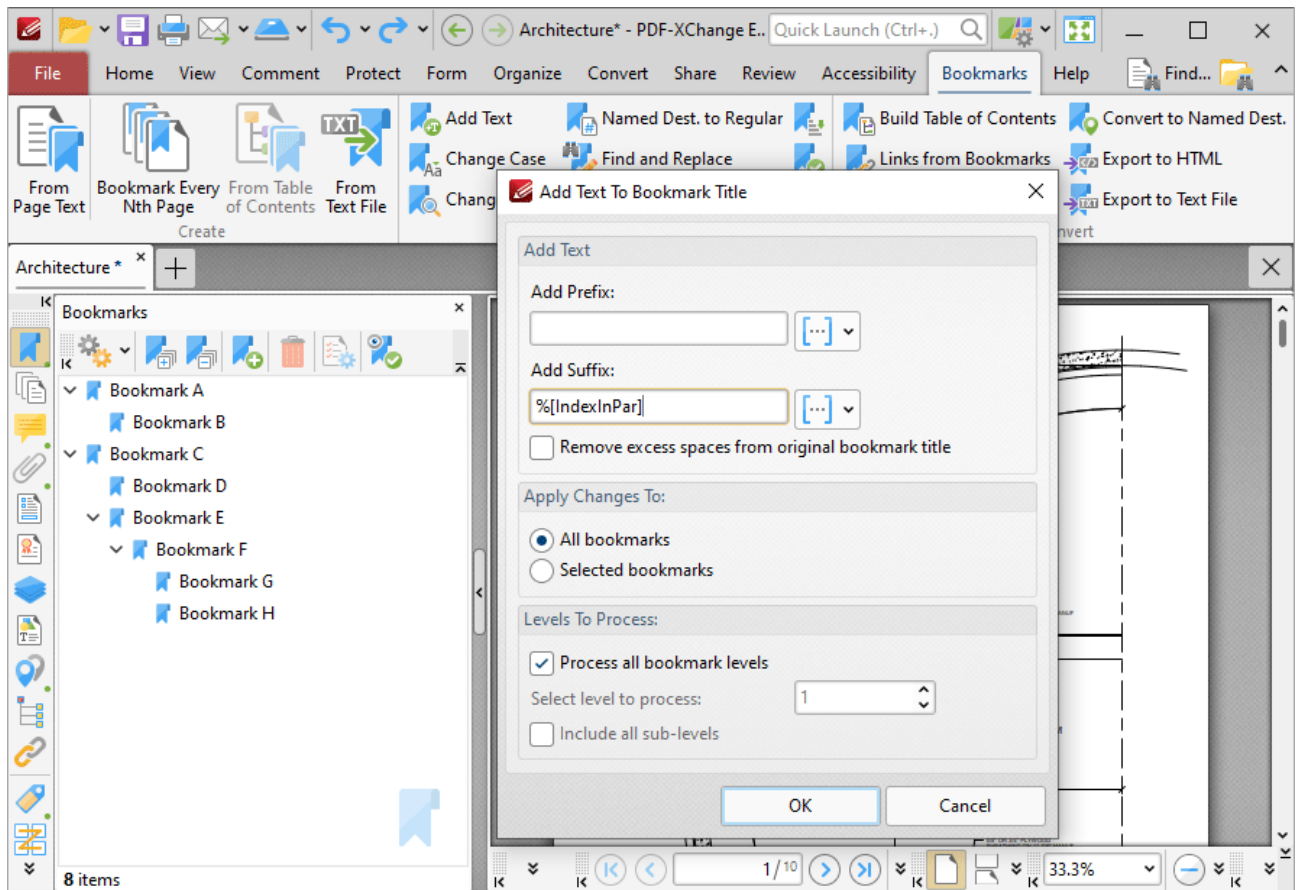 Architecture* - PDF-XChange E..
Quick Launch (Ctrl+.)
File
Home
View
Comment
Protect
Form
Organize
Convert
Share
Review
Accessibility
Bookmarks
Help
Find...
From
Page Text
Bookmark Every
Nth Page
From Table
of Contents
TXT
From
Text File
Create
Add Text
Change Case
Chang
Named Dest. to Regular
Find and Replace
Build Table of Contents
Links from Bookmarks
Convert to Named Dest.
Export to HTML
Export to Text File
nvert
Architecture *
Bookmarks
Bookmark A
Bookmark B
Bookmark C
Bookmark D
Bookmark E
Bookmark F
Bookmark G
Bookmark H
8 items
Add Text To Bookmark Title
Add Text
Add Prefix:
Add Suffix:
%[IndexInPar]
Remove excess spaces from original bookmark title
Apply Changes To:
All bookmarks
Selected bookmarks
Levels To Process:
Process all bookmark levels
Select level to process:
1
Include all sub-levels
OK
Cancel
1/10
33.3%